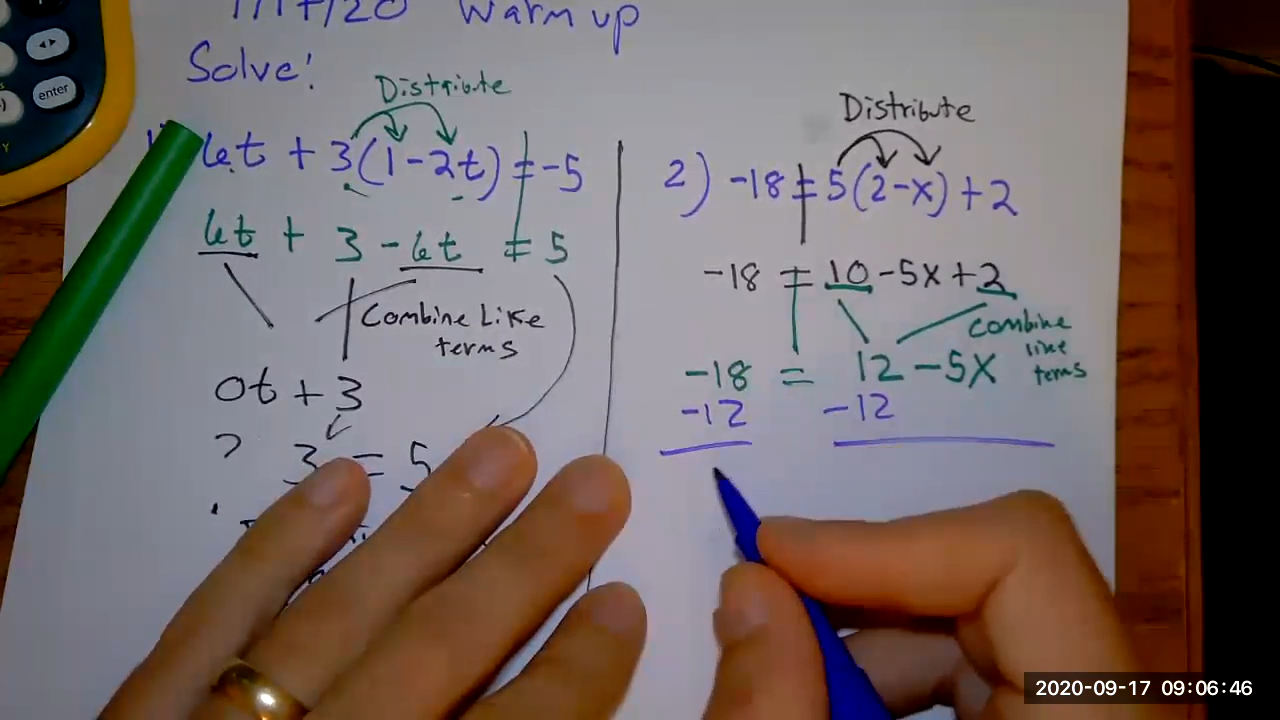 Warm up
Solve!
Distribute
6t + 3(1-2t) = -5
6t + 3 - 6t = 5
Combine Like
terms
0t + 3
? 3 = 5
Distribute
2) -18 = 5(2-x) + 2
-18 = 10 - 5x + 2
Combine
like
terms
-18 = 12 - 5x
-12 -12
enter
2020-09-17 09:06:46